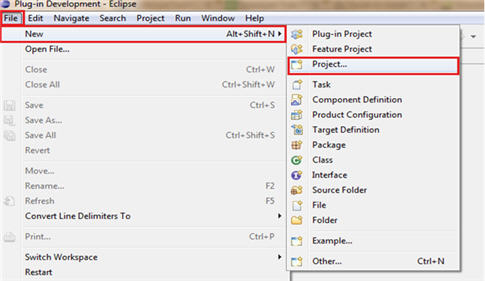 Plug-in Development - Eclipse
File Edit Navigate Search Project Run Window Help
New Alt+Shift+N
Open File...
Close Ctrl+W
Close All Ctrl+Shift+W
Save Ctrl+S
Save As...
Save All Ctrl+Shift+S
Revert
Move...
Rename... F2
Refresh F5
Convert Line Delimiters To
Print... Ctrl+P
Switch Workspace
Restart
Plug-in Project
Feature Project
Project...
Task
Component Definition
Product Configuration
Target Definition
Package
Class
Interface
Source Folder
File
Folder
Example...
Other... Ctrl+N